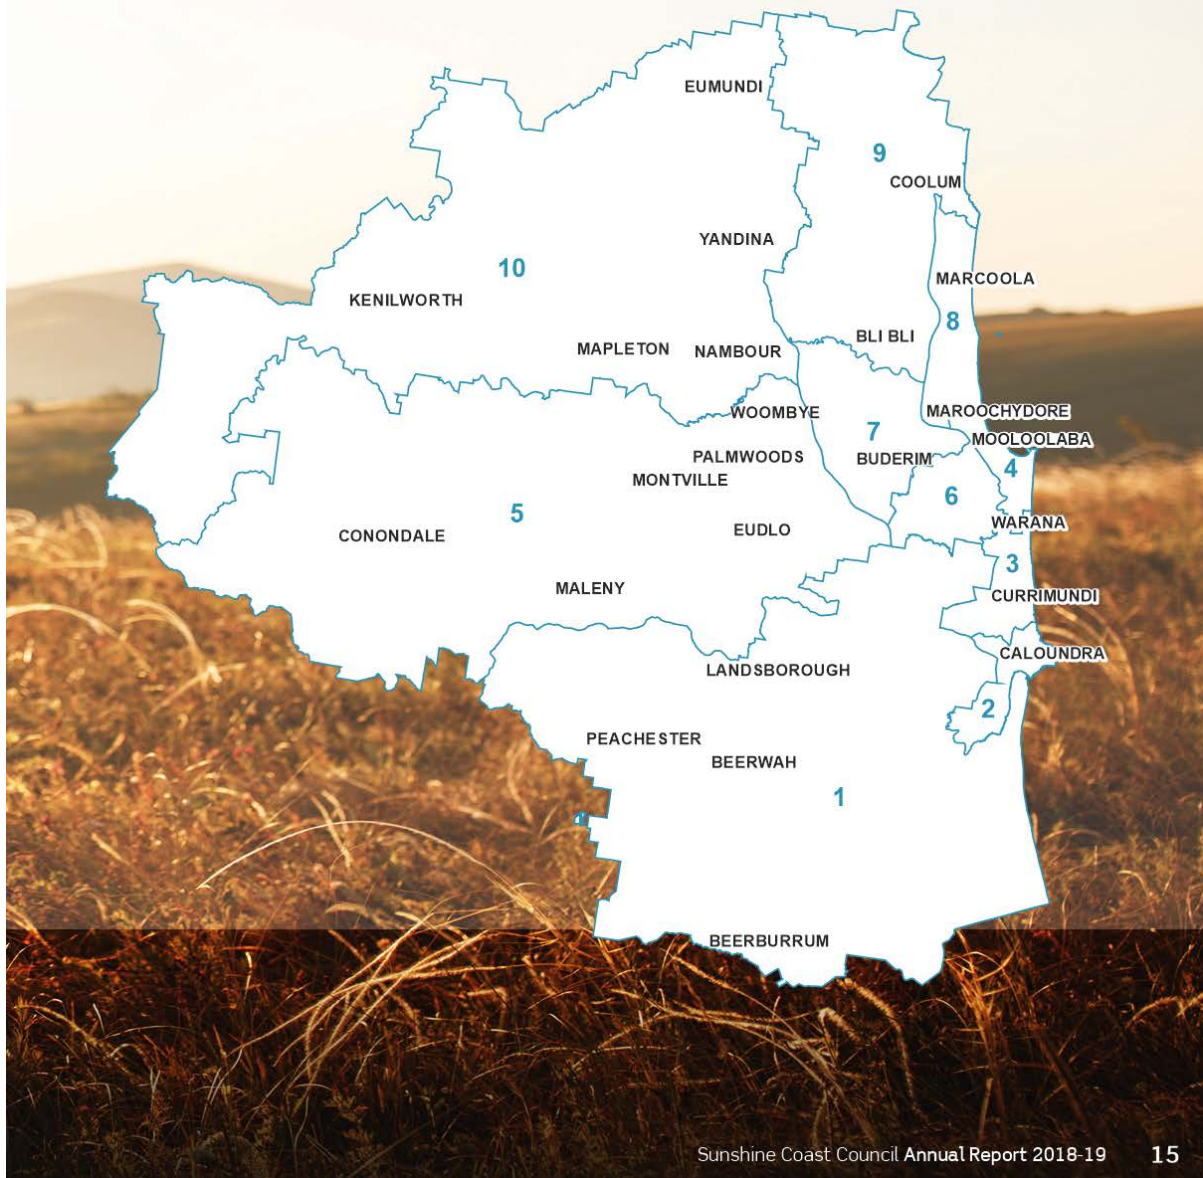 EUMUNDI
9
COOLUM
YANDINA
10
MARCOOLA
KENILWORTH
8
BLI BLI
MAPLETON
NAMBOUR
WOOMBYE
MAROOCHYDORE
7
MOOLOOLABA
PALMWOODS
BUDERIM
4
MONTVILLE
6
5
WARANA
EUDLO
CONONDALE
3
MALENY
CURRIMUNDI
CALOUNDRA
LANDSBOROUGH
2
PEACHESTER
BEERWAH
1
BEERBURRUM
Sunshine Coast Council Annual Report 2018-19 15